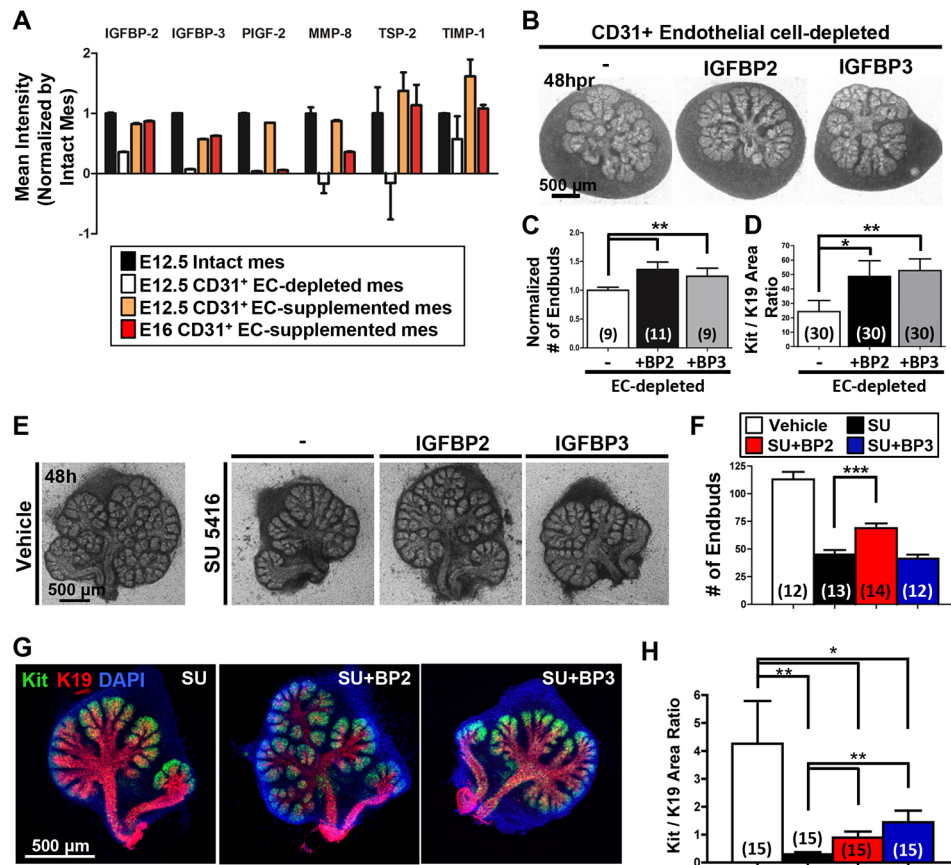 A
IGFBP-2 IGFBP-3 PIGF-2 MMP-8 TSP-2 TIMP-1
Mean Intensity
(Normalized by
Intact Mes)
2
1
0
-1
E12.5 Intact mes
E12.5 CD31+ EC-depleted mes
E12.5 CD31+ EC-supplemented mes
E16 CD31+ EC-supplemented mes
B
CD31+ Endothelial cell-depleted
- IGFBP2 IGFBP3
48hpr
500 µm
C
Normalized
# of Endbuds
2.0
1.5
1.0
0.5
0.0
**
(9) (11) (9)
- +BP2 +BP3
EC-depleted
D
Kit / K19 Area
Ratio
80
70
60
50
40
30
20
10
0
**
*
(30) (30) (30)
- +BP2 +BP3
EC-depleted
E
- IGFBP2 IGFBP3
Vehicle
48h
500 µm
SU 5416
F
Vehicle SU
SU+BP2 SU+BP3
# of Endbuds
125
100
75
50
25
0
***
(12) (13) (14) (12)
G
Kit K19 DAPI SU SU+BP2 SU+BP3
500 µm
H
Kit / K19 Area Ratio
6
5
4
3
2
1
0
*
**
**
(15) (15) (15) (15)